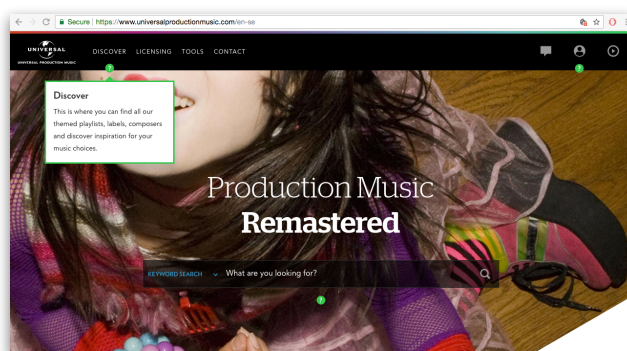 Secure | https://www.universalproductionmusic.com/en-se
UNIVERSAL
UNIVERSAL PRODUCTION MUSIC
DISCOVER LICENSING TOOLS CONTACT
?
?
Discover
This is where you can find all our
themed playlists, labels, composers
and discover inspiration for your
music choices.
Production Music
Remastered
KEYWORD SEARCH What are you looking for?
?